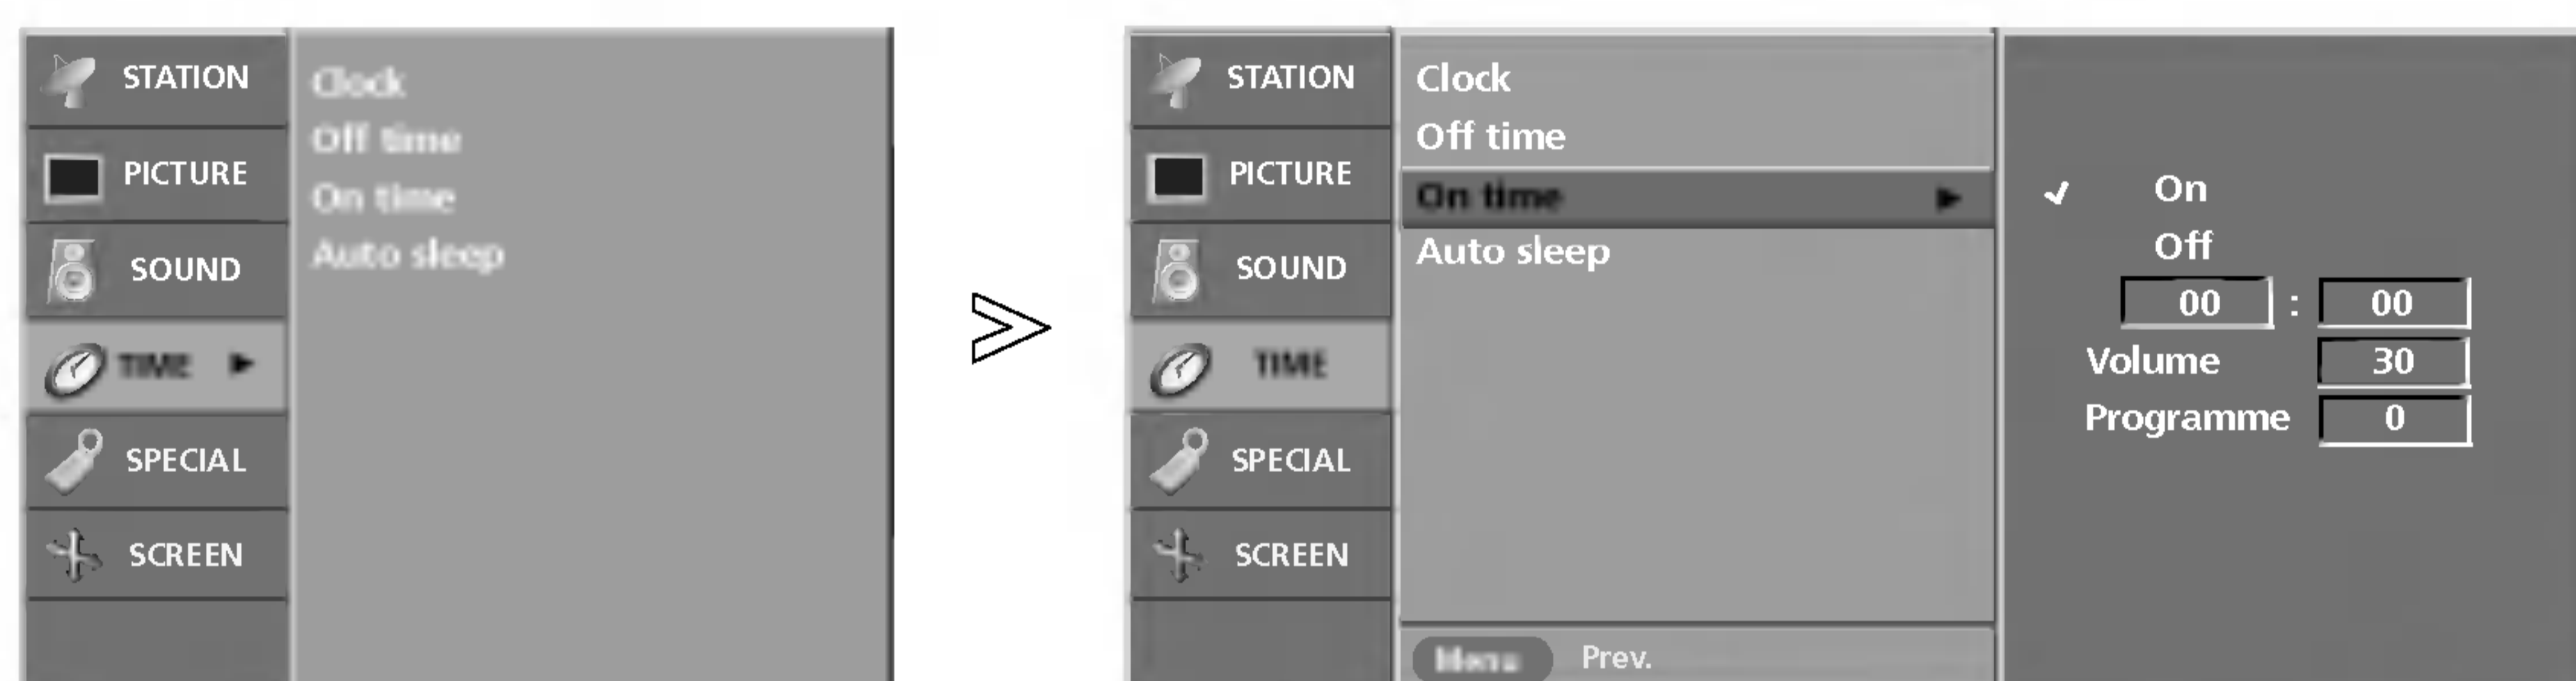 STATION
PICTURE
SOUND
TIME
SPECIAL
SCREEN
Clock
Off time
On time
Auto sleep
STATION
PICTURE
SOUND
TIME
SPECIAL
SCREEN
Clock
Off time
On time
Auto sleep
Menu Prev.
On
Off
00 : 00
Volume 30
Programme 0